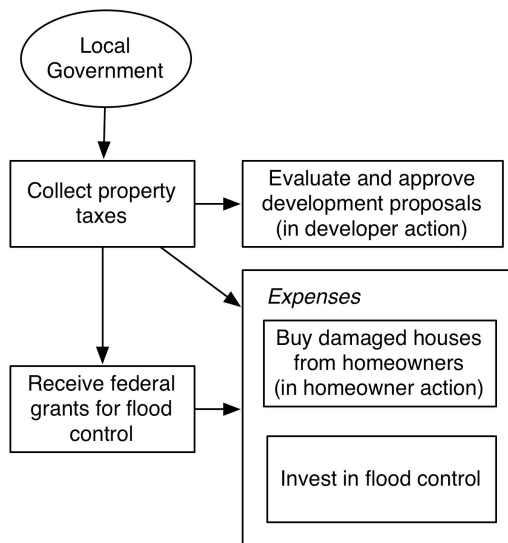 Local
Government
Collect property
taxes
Evaluate and approve
development proposals
(in developer action)
Expenses
Buy damaged houses
from homeowners
(in homeowner action)
Receive federal
grants for flood
control
Invest in flood control